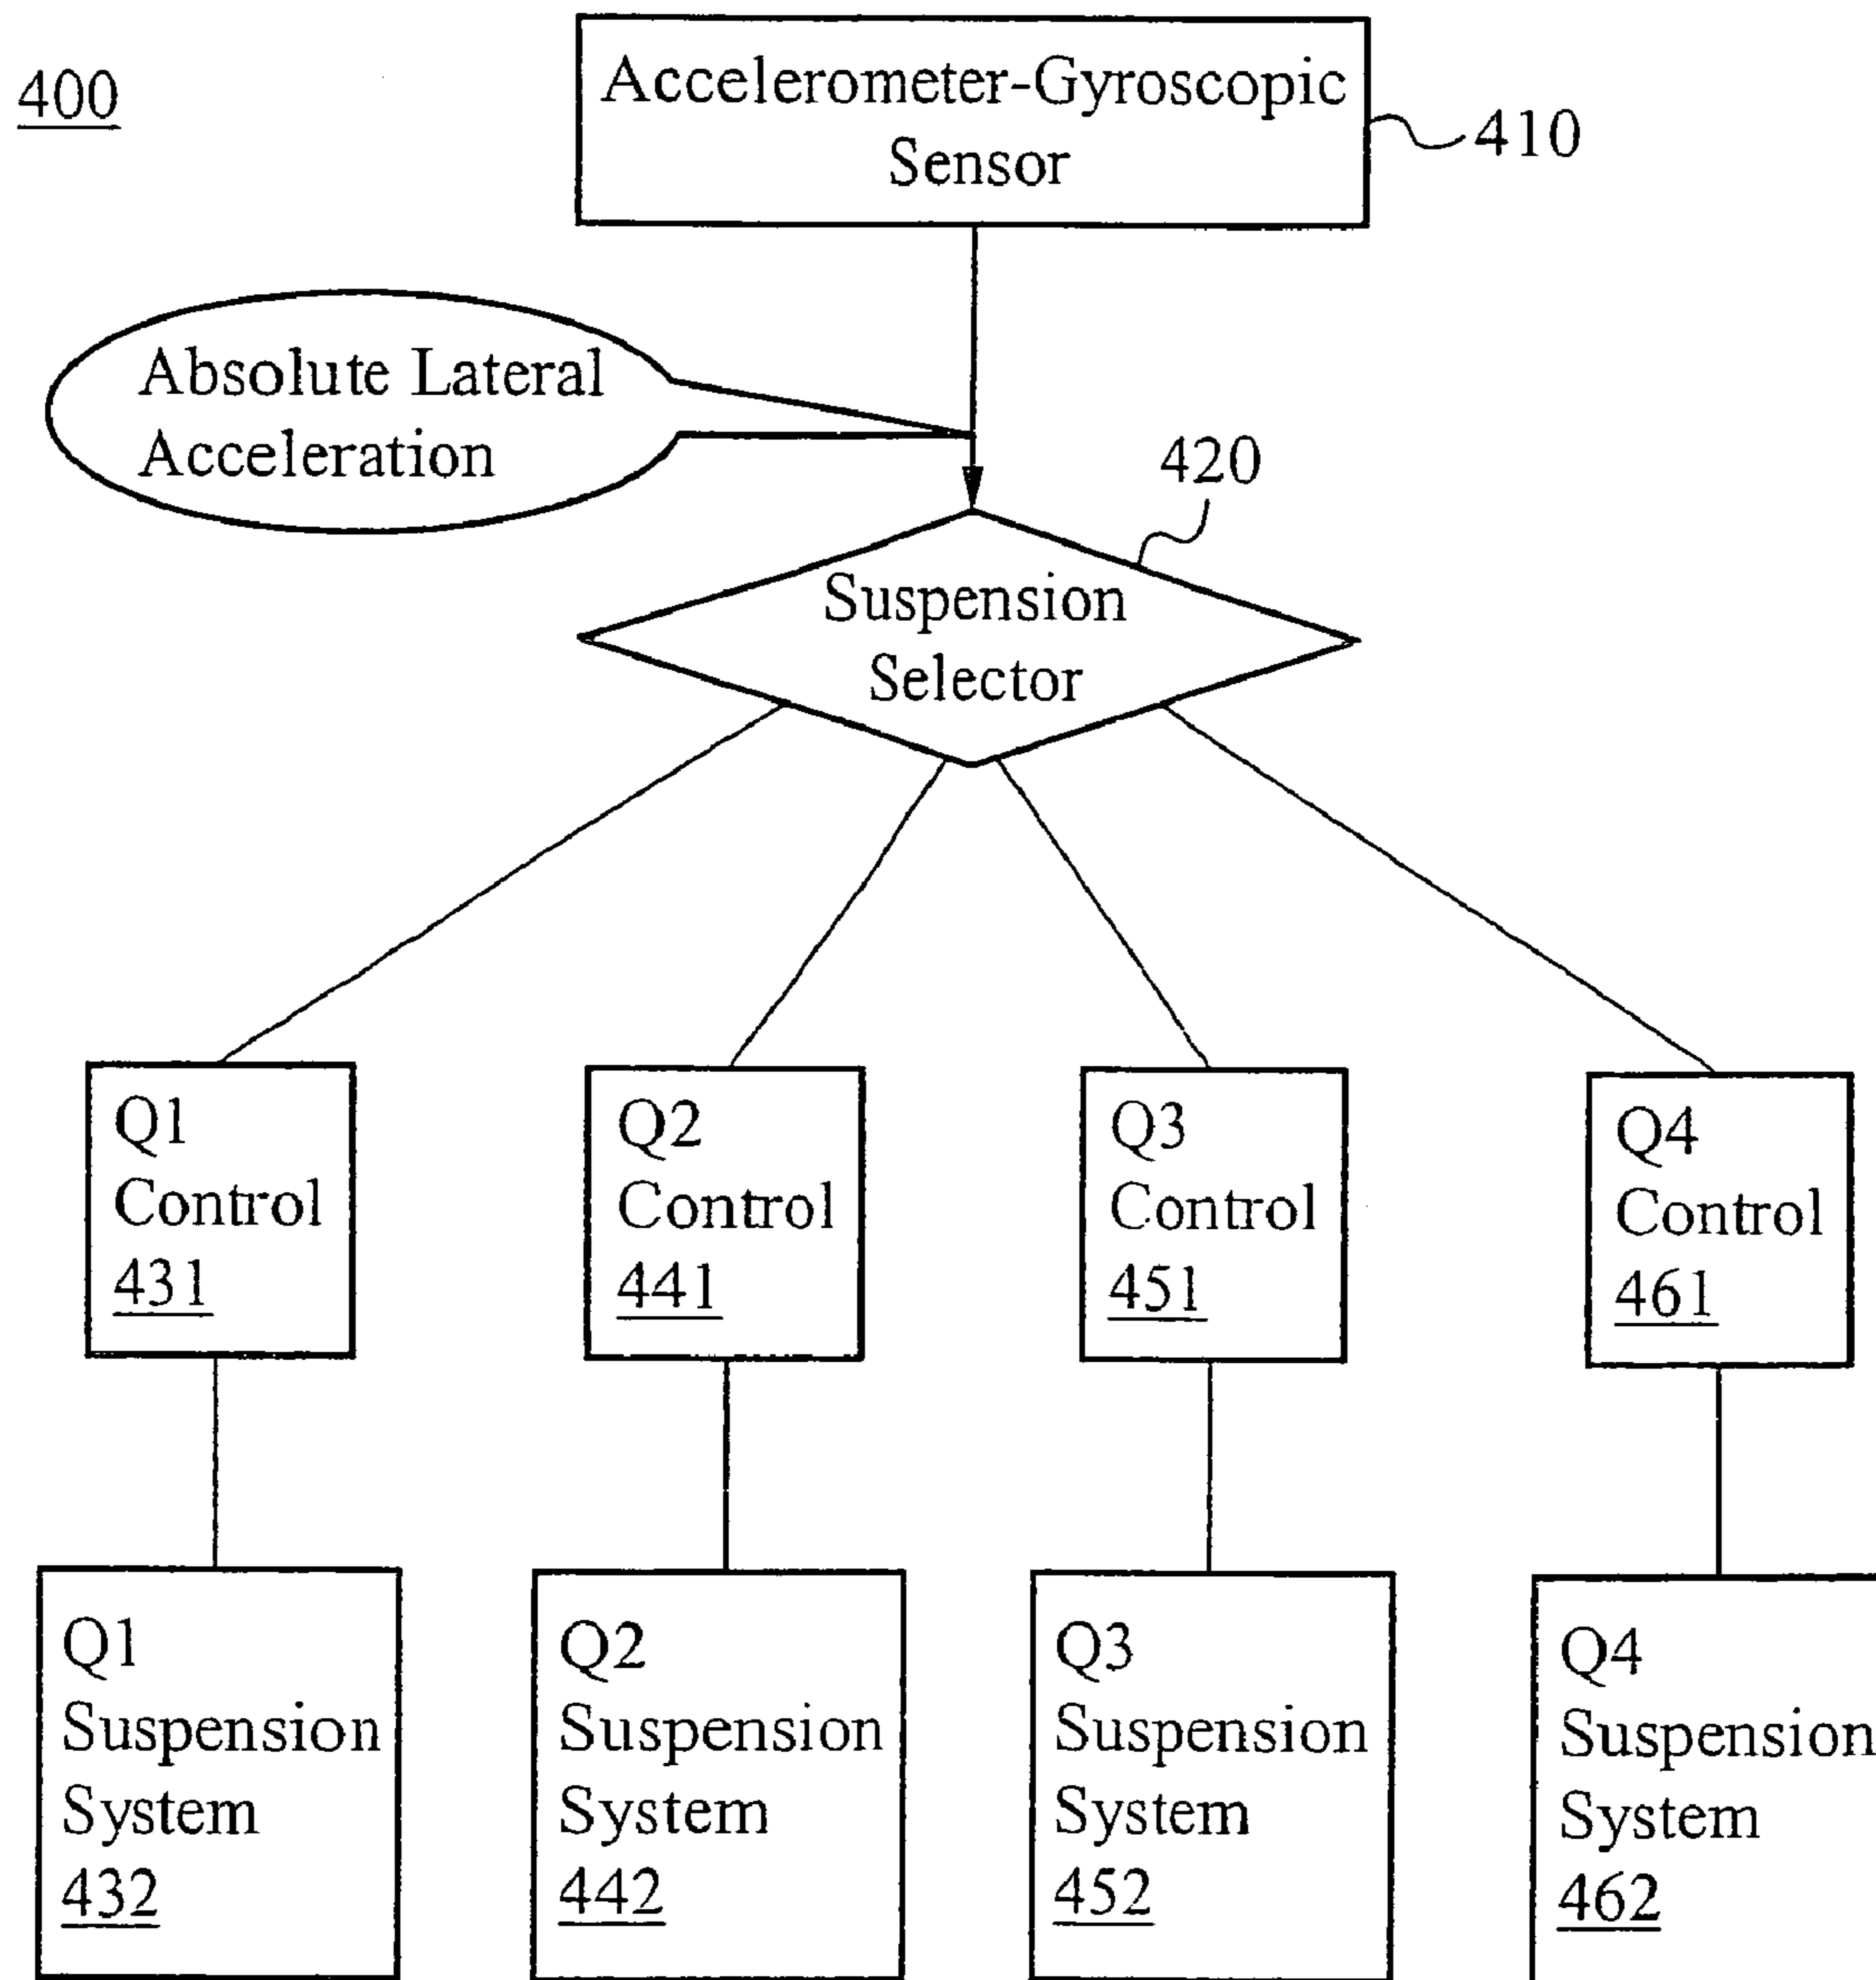 400
Accelerometer-Gyroscopic
Sensor
410
Absolute Lateral
Acceleration
420
Suspension
Selector
Q1
Control
431
Q2
Control
441
Q3
Control
451
Q4
Control
461
Q1
Suspension
System
432
Q2
Suspension
System
442
Q3
Suspension
System
452
Q4
Suspension
System
462